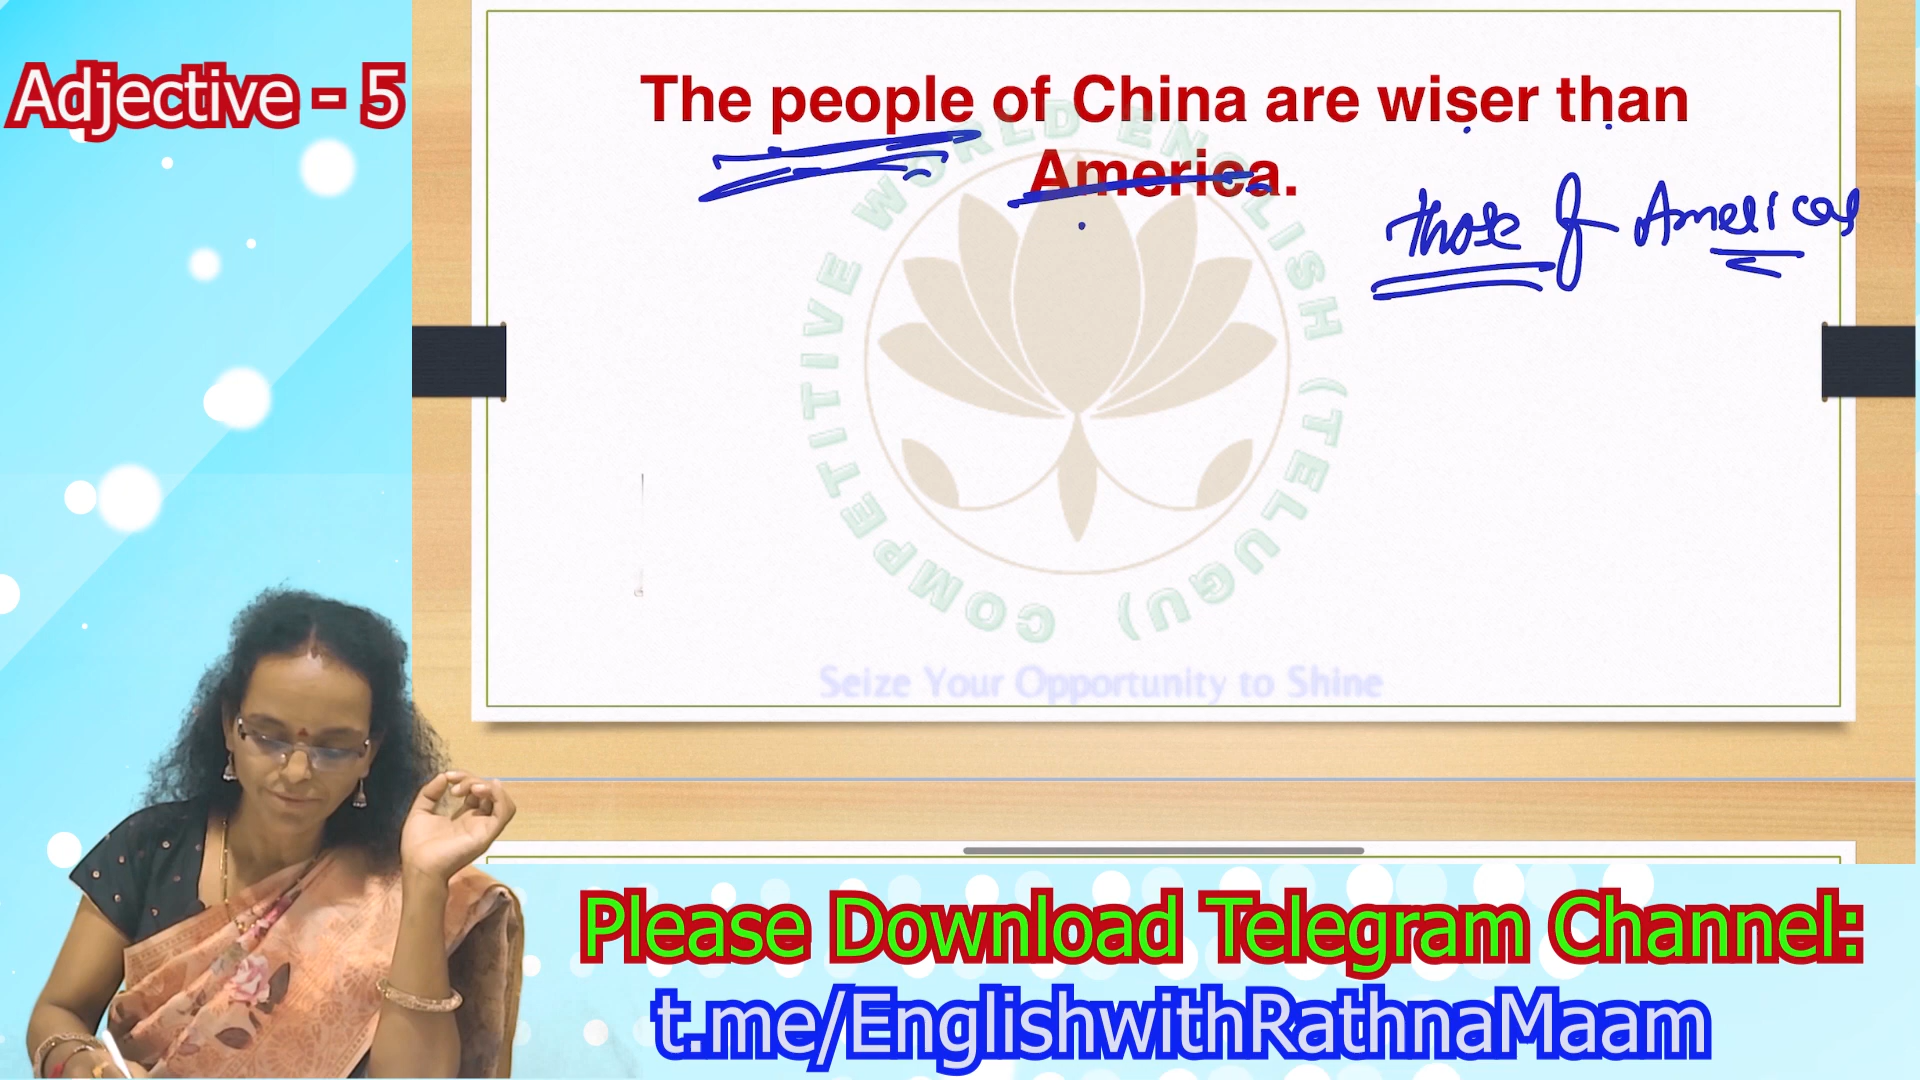 Adjective - 5
The people of China are wiser than
America.
those of America
COMPETITIVE WORLD ENGLISH (TELUGU)
Seize Your Opportunity to Shine
Please Download Telegram Channel:
t.me/EnglishwithRathnaMaam